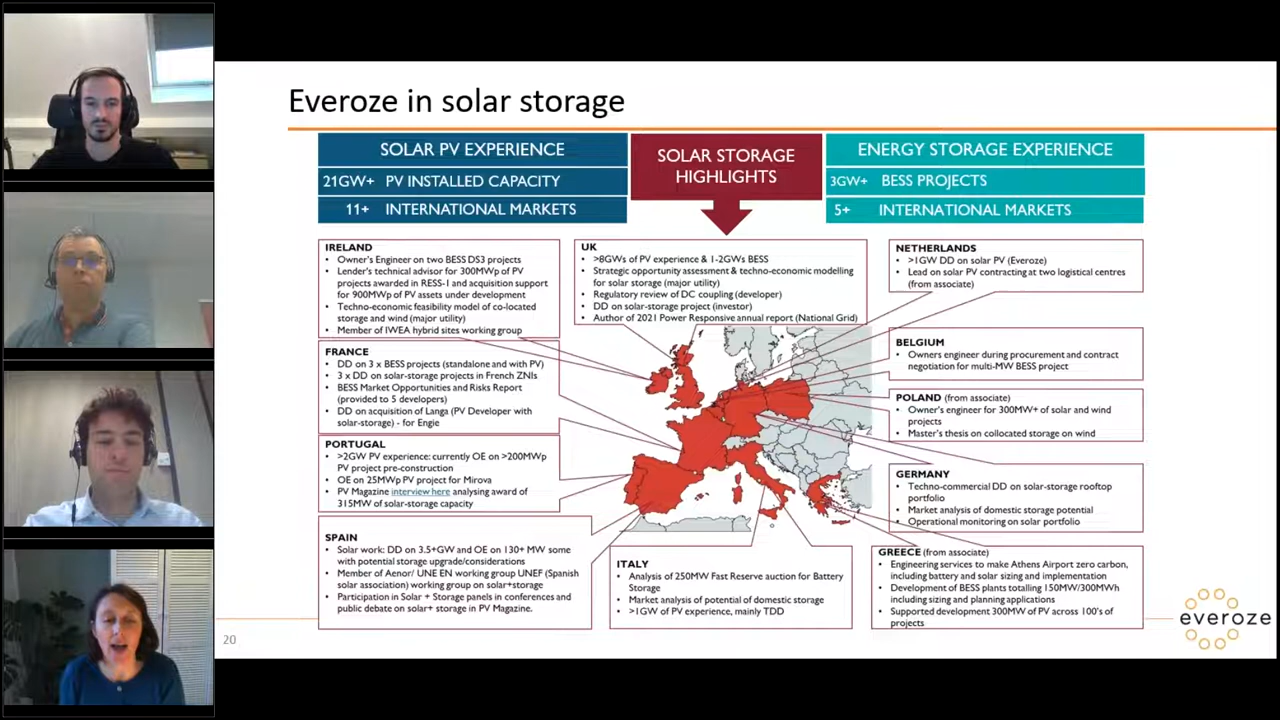 Everoze in solar storage
SOLAR PV EXPERIENCE
21GW+ PV INSTALLED CAPACITY
11+ INTERNATIONAL MARKETS
SOLAR STORAGE
HIGHLIGHTS
ENERGY STORAGE EXPERIENCE
3GW+ BESS PROJECTS
5+ INTERNATIONAL MARKETS
IRELAND
• Owner's Engineer on two BESS DS3 projects
• Lender's technical advisor for 300MWp of PV
projects awarded in RESS-1 and acquisition support
for 900MWp of PV assets under development
• Techno-economic feasibility model of co-located
storage and wind (major utility)
• Member of IWEA hybrid sites working group
FRANCE
• DD on 3 x BESS projects (standalone and with PV)
• 3 x DD on solar-storage projects in French ZNIs
• BESS Market Opportunities and Risks Report
(provided to 5 developers)
• DD on acquisition of Langa (PV Developer with
solar-storage) - for Engie
PORTUGAL
• >2GW PV experience: currently OE on >200MWp
PV project pre-construction
• OE on 25MWp PV project for Mirova
• PV Magazine interview here analysing award of
315MW of solar-storage capacity
SPAIN
• Solar work: DD on 3.5+GW and OE on 130+ MW some
with potential storage upgrade/considerations
• Member of Aenor/ UNE EN working group UNEF (Spanish
solar association) working group on solar+storage
• Participation in Solar + Storage panels in conferences and
public debate on solar+ storage in PV Magazine.
UK
• >8GWs of PV experience & 1-2GWs BESS
• Strategic opportunity assessment & techno-economic modelling
for solar storage (major utility)
• Regulatory review of DC coupling (developer)
• DD on solar-storage project (investor)
• Author of 2021 Power Responsive annual report (National Grid)
ITALY
• Analysis of 250MW Fast Reserve auction for Battery
Storage
• Market analysis of potential of domestic storage
• >1GW of PV experience, mainly TDD
NETHERLANDS
• >1GW DD on solar PV (Everoze)
• Lead on solar PV contracting at two logistical centres
(from associate)
BELGIUM
• Owners engineer during procurement and contract
negotiation for multi-MW BESS project
POLAND (from associate)
• Owner's engineer for 300MW+ of solar and wind
projects
• Master's thesis on collocated storage on wind
GERMANY
• Techno-commercial DD on solar-storage rooftop
portfolio
• Market analysis of domestic storage potential
• Operational monitoring on solar portfolio
GREECE (from associate)
• Engineering services to make Athens Airport zero carbon,
including battery and solar sizing and implementation
• Development of BESS plants totalling 150MW/300MWh
including sizing and planning applications
• Supported development 300MW of PV across 100's of
projects
20
everoze